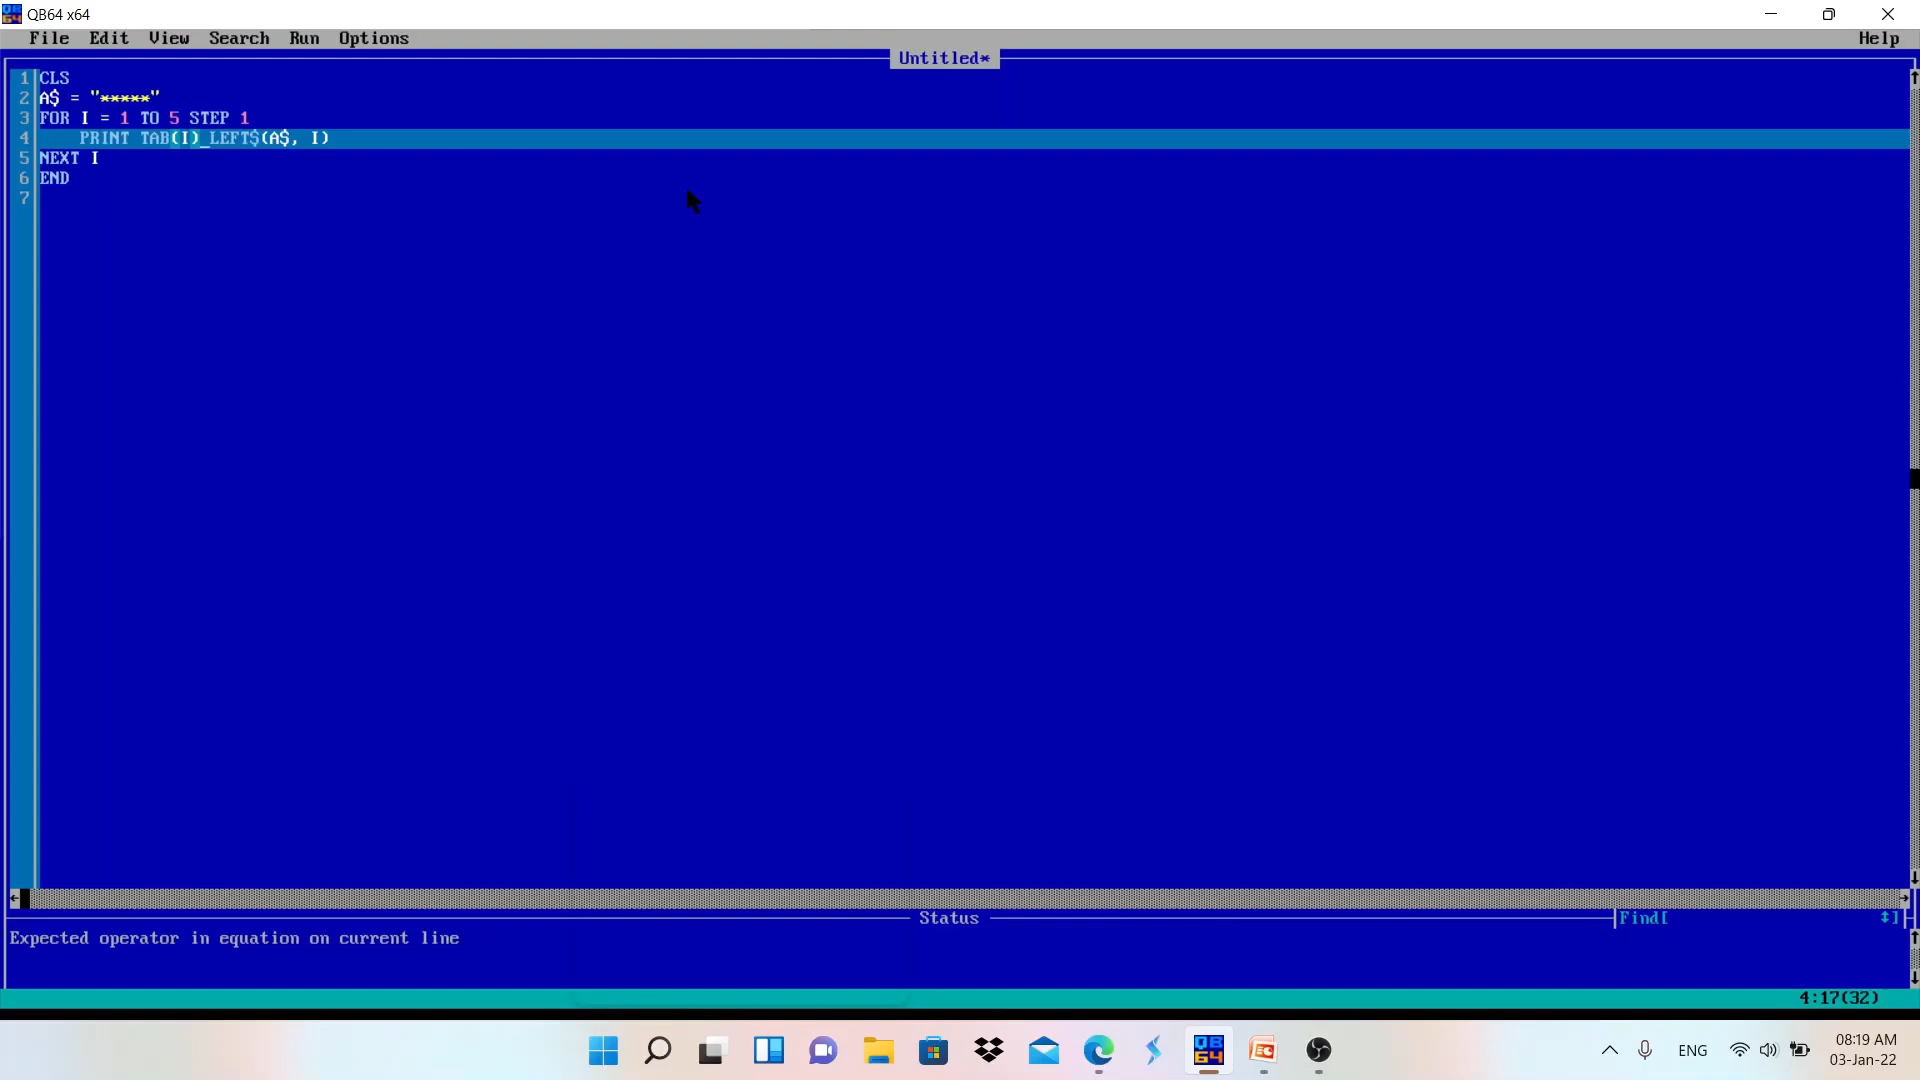 QB64 x64
File Edit View Search Run Options Help
Untitled*
1 CLS
2 A$ = "*****"
3 FOR I = 1 TO 5 STEP 1
4 PRINT TAB(I)_LEFT$(A$, I)
5 NEXT I
6 END
7
Status
Find[ ]
Expected operator in equation on current line
4:17(32)
QB64
ENG
08:19 AM
03-Jan-22